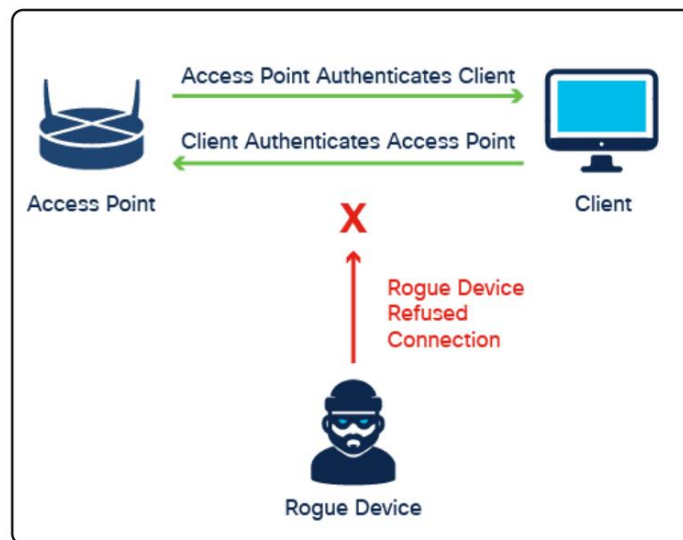 Access Point Authenticates Client
Client Authenticates Access Point
Access Point
Client
X
Rogue Device
Refused
Connection
Rogue Device